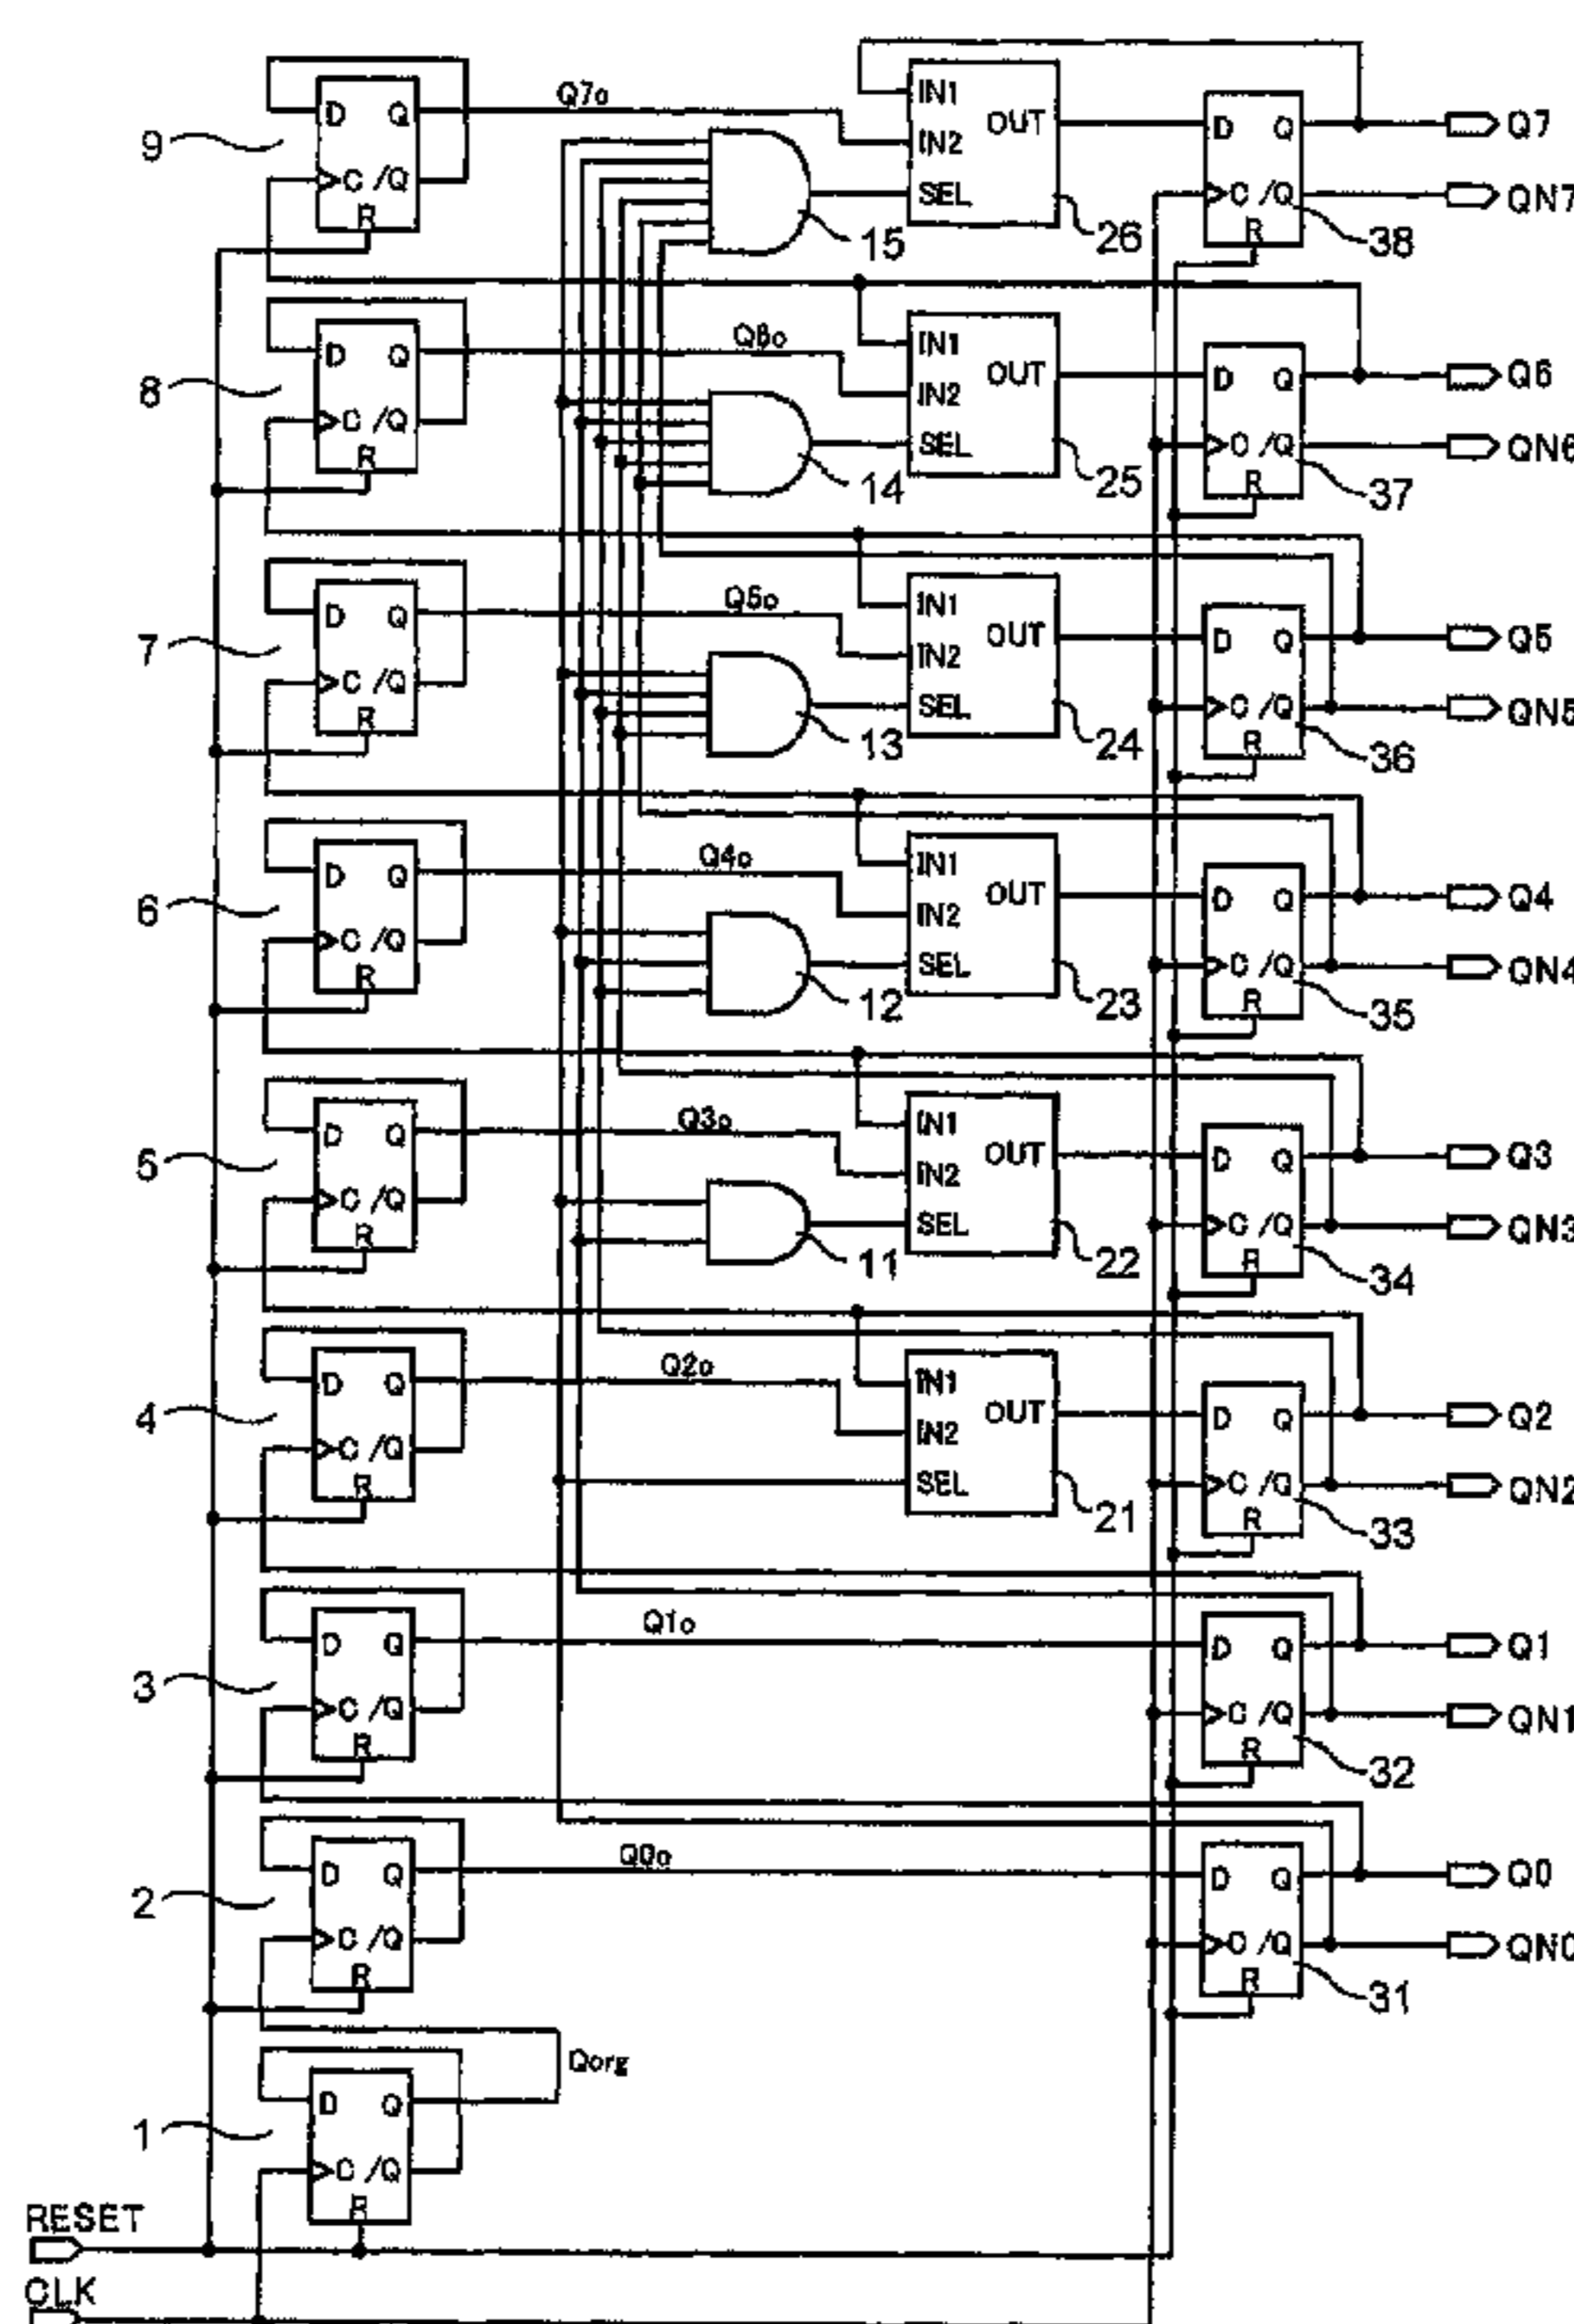 Q7o
D Q
C /Q
R
9
IN1
IN2
SEL
OUT
15
26
D Q
C /Q
R
38
Q7
QN7
D Q
C /Q
R
8
Q6o
IN1
IN2
SEL
OUT
14
25
D Q
C /Q
R
37
Q6
QN6
D Q
C /Q
R
7
Q5o
IN1
IN2
SEL
OUT
13
24
D Q
C /Q
R
36
Q5
QN5
D Q
C /Q
R
6
Q4o
IN1
IN2
SEL
OUT
12
23
D Q
C /Q
R
35
Q4
QN4
D Q
C /Q
R
5
Q3o
IN1
IN2
SEL
OUT
11
22
D Q
C /Q
R
34
Q3
QN3
D Q
C /Q
R
4
Q2o
IN1
IN2
SEL
OUT
21
D Q
C /Q
R
33
Q2
QN2
D Q
C /Q
R
3
Q1o
D Q
C /Q
R
32
Q1
QN1
D Q
C /Q
R
2
Q0o
D Q
C /Q
R
31
Q0
QN0
Qorg
D Q
C /Q
R
1
RESET
CLK